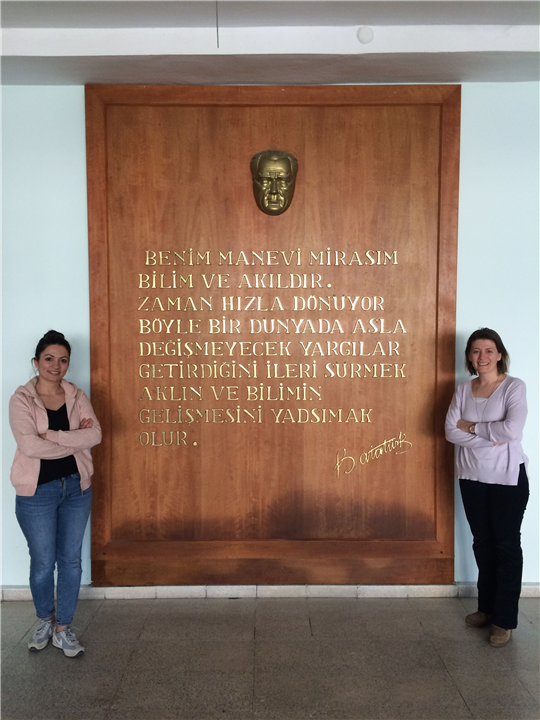 BENİM MANEVİ MİRASIM
BİLİM VE AKILDIR.
ZAMAN HIZLA DÖNÜYOR
BÖYLE BİR DÜNYADA ASLA
DEĞİŞMEYECEK YARGILAR
GETİRDİĞİNİ İLERİ SÜRMEK
AKLIN VE BİLİMİN
GELİŞMESİNİ YADSIMAK
OLUR.
K. Atatürk